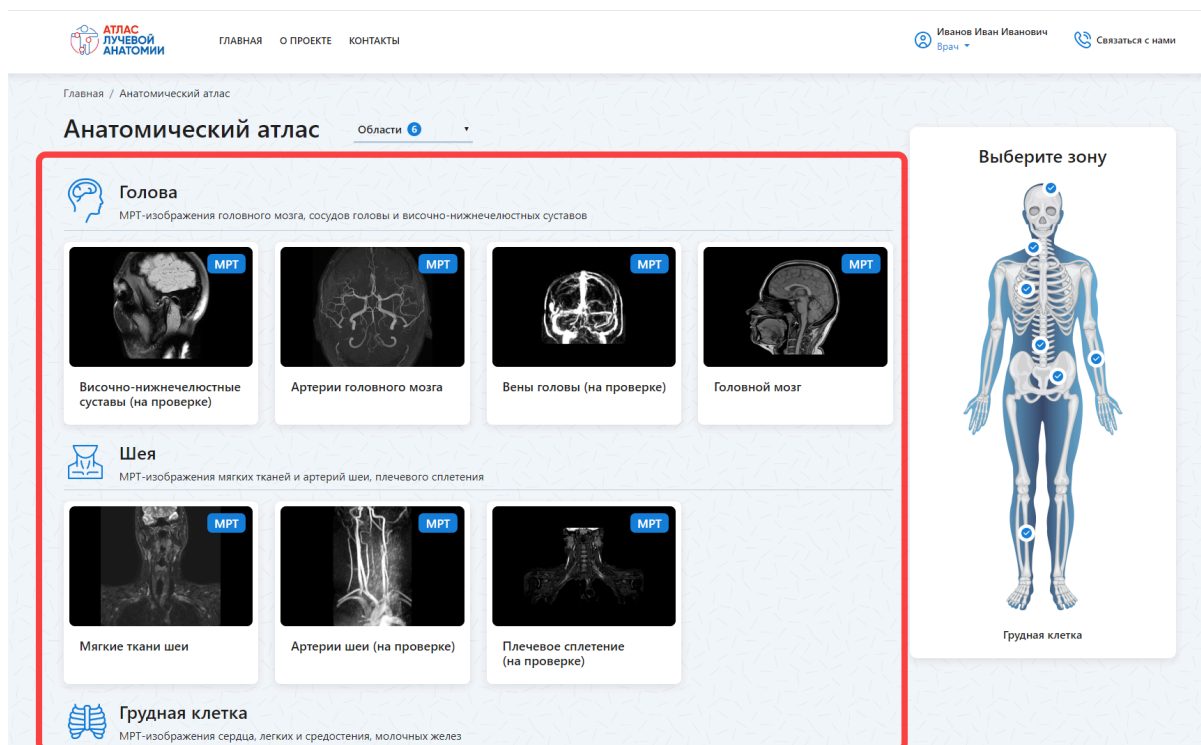 АТЛАС
ЛУЧЕВОЙ
АНАТОМИИ
ГЛАВНАЯ О ПРОЕКТЕ КОНТАКТЫ
Иванов Иван Иванович
Врач
Связаться с нами
Главная / Анатомический атлас
Анатомический атлас
Области 6
Выберите зону
Голова
МРТ-изображения головного мозга, сосудов головы и височно-нижнечелюстных суставов
МРТ
МРТ
МРТ
МРТ
Височно-нижнечелюстные
суставы (на проверке)
Артерии головного мозга
Вены головы (на проверке)
Головной мозг
Шея
МРТ-изображения мягких тканей и артерий шеи, плечевого сплетения
МРТ
МРТ
МРТ
Мягкие ткани шеи
Артерии шеи (на проверке)
Плечевое сплетение
(на проверке)
Грудная клетка
Грудная клетка
МРТ-изображения сердца, легких и средостения, молочных желез